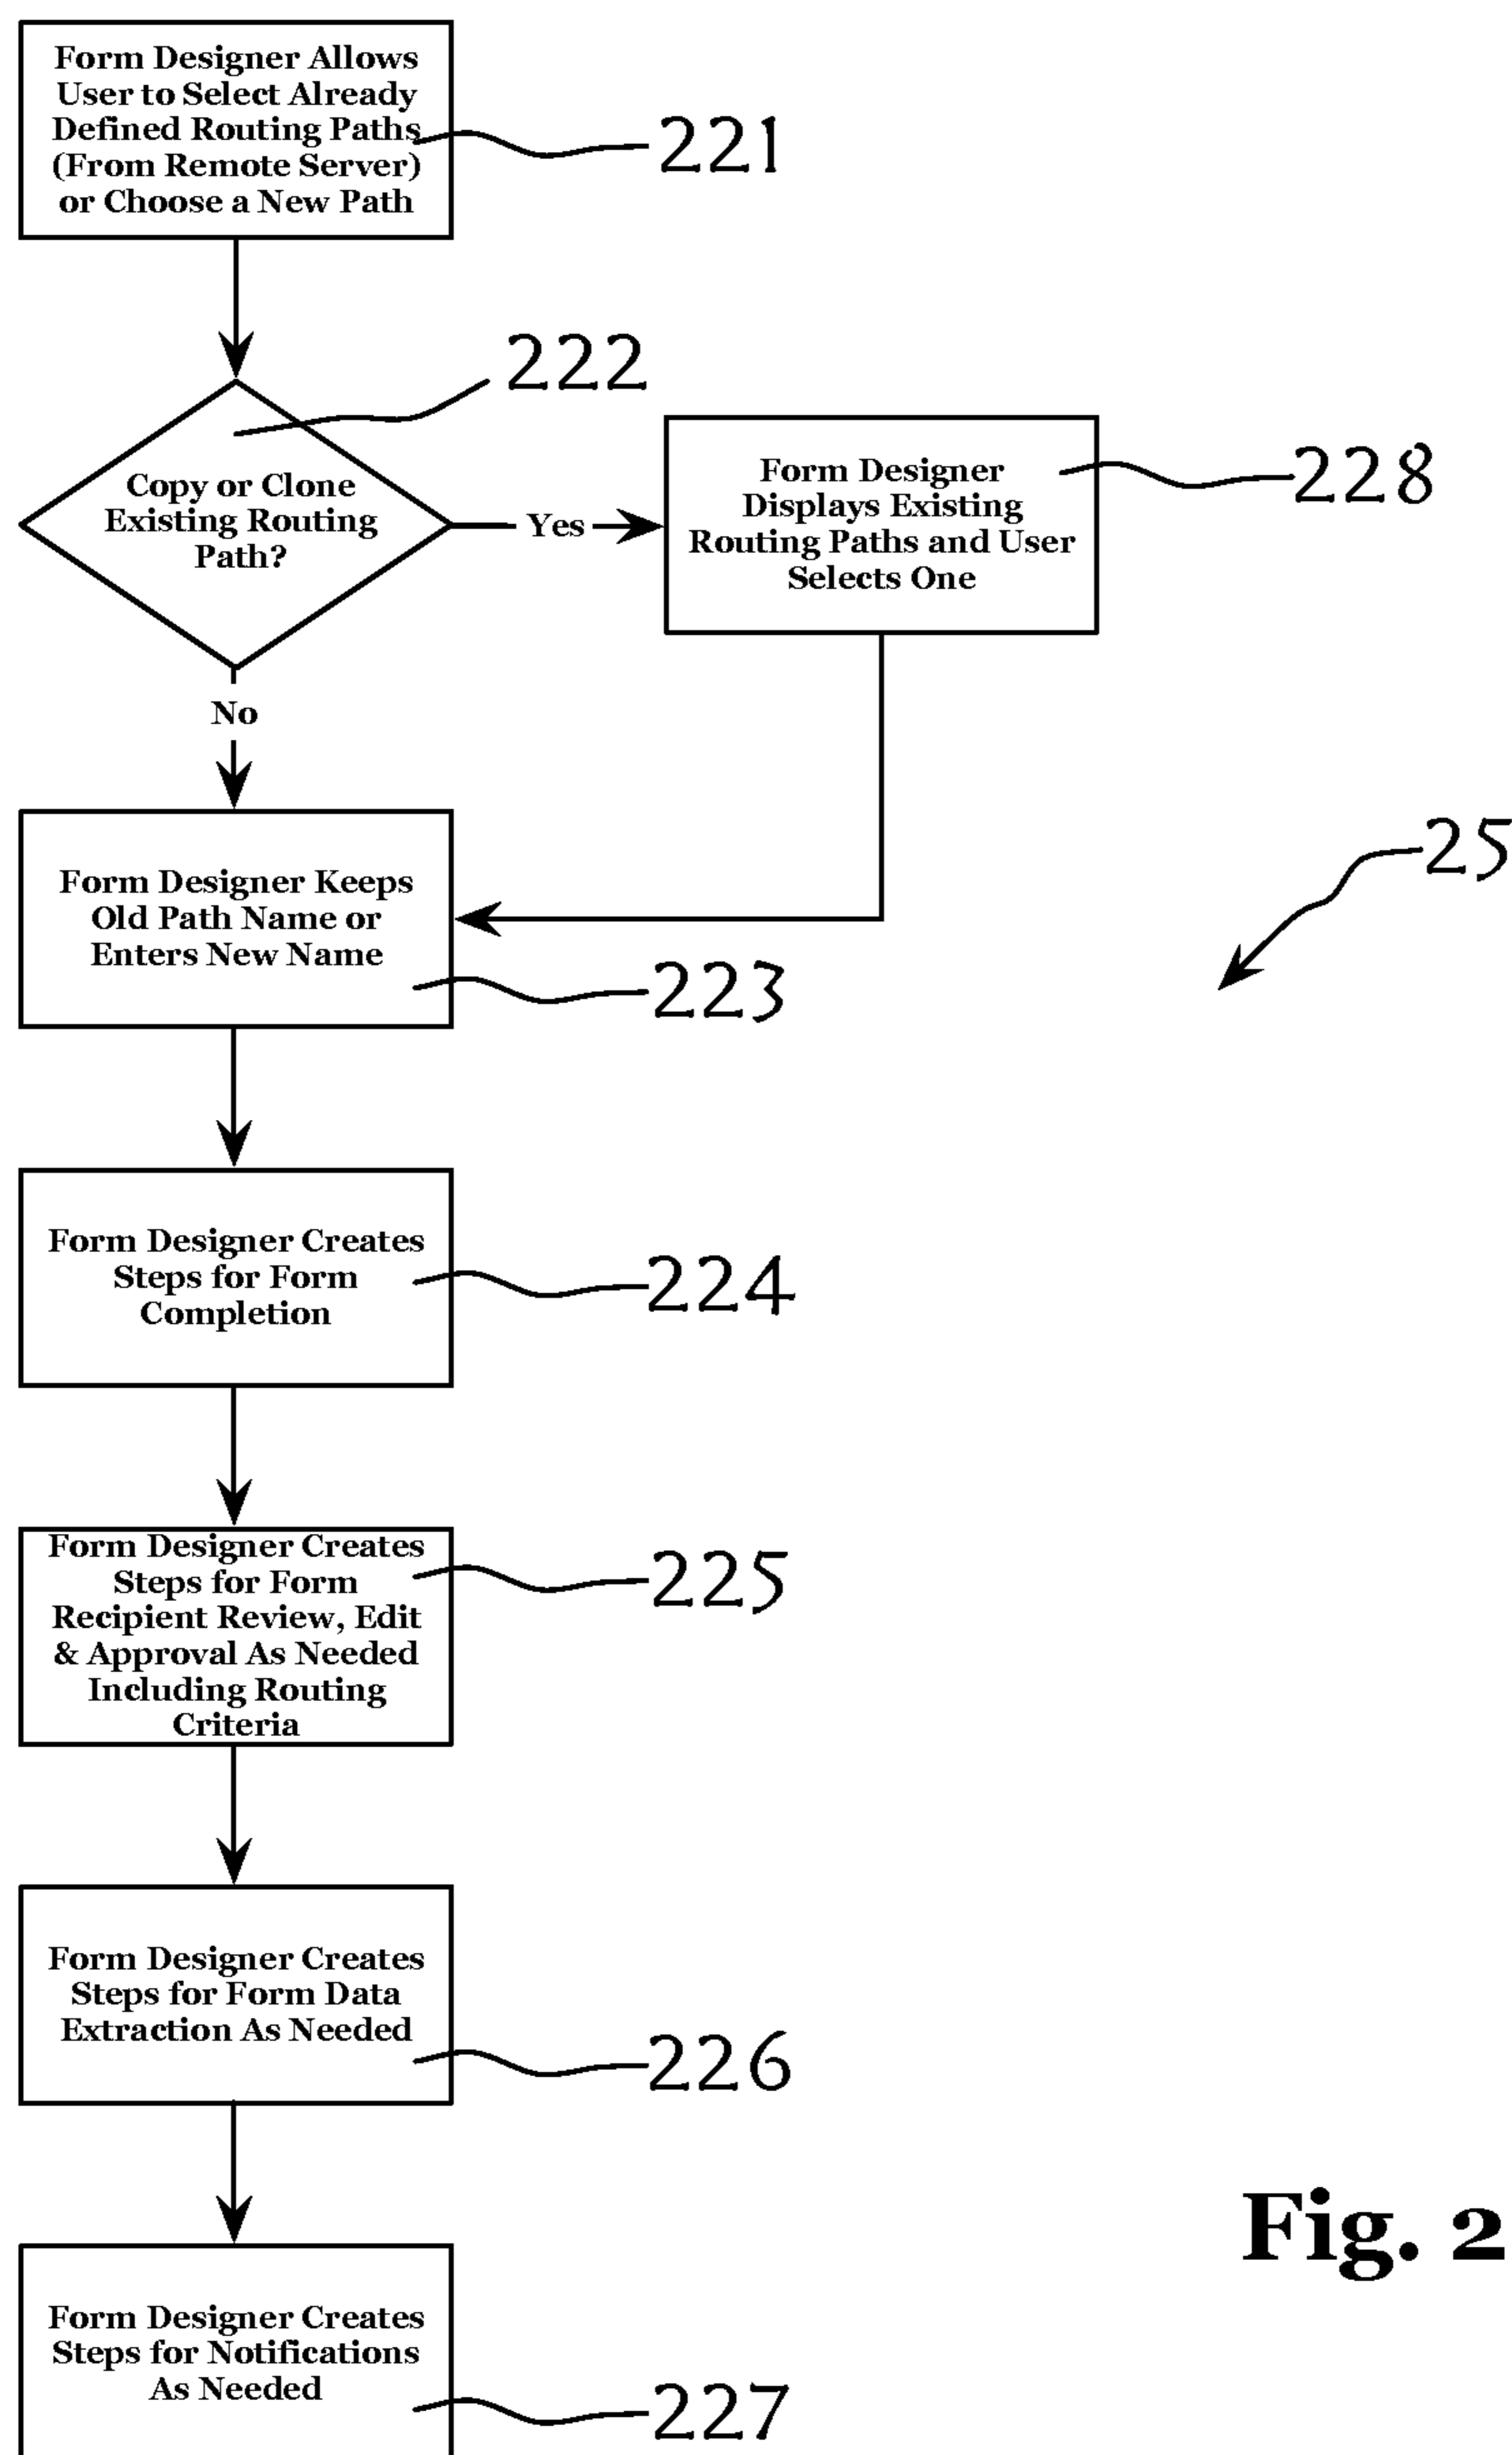 Form Designer Allows
User to Select Already
Defined Routing Paths
(From Remote Server)
or Choose a New Path
221
222
Copy or Clone
Existing Routing
Path?
Yes
Form Designer
Displays Existing
Routing Paths and User
Selects One
228
No
25
Form Designer Keeps
Old Path Name or
Enters New Name
223
Form Designer Creates
Steps for Form
Completion
224
Form Designer Creates
Steps for Form
Recipient Review, Edit
& Approval As Needed
Including Routing
Criteria
225
Form Designer Creates
Steps for Form Data
Extraction As Needed
226
Fig. 2
Form Designer Creates
Steps for Notifications
As Needed
227